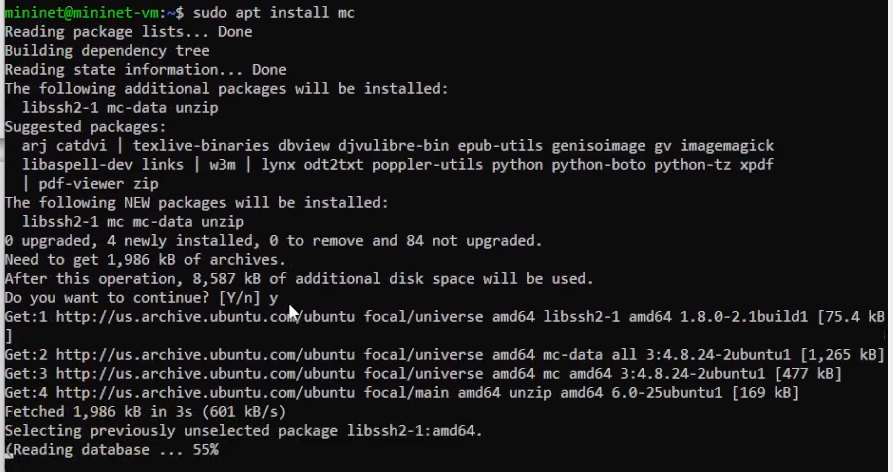 mininet@mininet-vm:~$ sudo apt install mc
Reading package lists... Done
Building dependency tree
Reading state information... Done
The following additional packages will be installed:
  libssh2-1 mc-data unzip
Suggested packages:
  arj catdvi | texlive-binaries dbview djvulibre-bin epub-utils genisoimage gv imagemagick
  libaspell-dev links | w3m | lynx odt2txt poppler-utils python python-boto python-tz xpdf
  | pdf-viewer zip
The following NEW packages will be installed:
  libssh2-1 mc mc-data unzip
0 upgraded, 4 newly installed, 0 to remove and 84 not upgraded.
Need to get 1,986 kB of archives.
After this operation, 8,587 kB of additional disk space will be used.
Do you want to continue? [Y/n] y
Get:1 http://us.archive.ubuntu.com/ubuntu focal/universe amd64 libssh2-1 amd64 1.8.0-2.1build1 [75.4 kB
]
Get:2 http://us.archive.ubuntu.com/ubuntu focal/universe amd64 mc-data all 3:4.8.24-2ubuntu1 [1,265 kB]
Get:3 http://us.archive.ubuntu.com/ubuntu focal/universe amd64 mc amd64 3:4.8.24-2ubuntu1 [477 kB]
Get:4 http://us.archive.ubuntu.com/ubuntu focal/main amd64 unzip amd64 6.0-25ubuntu1 [169 kB]
Fetched 1,986 kB in 3s (601 kB/s)
Selecting previously unselected package libssh2-1:amd64.
(Reading database ... 55%